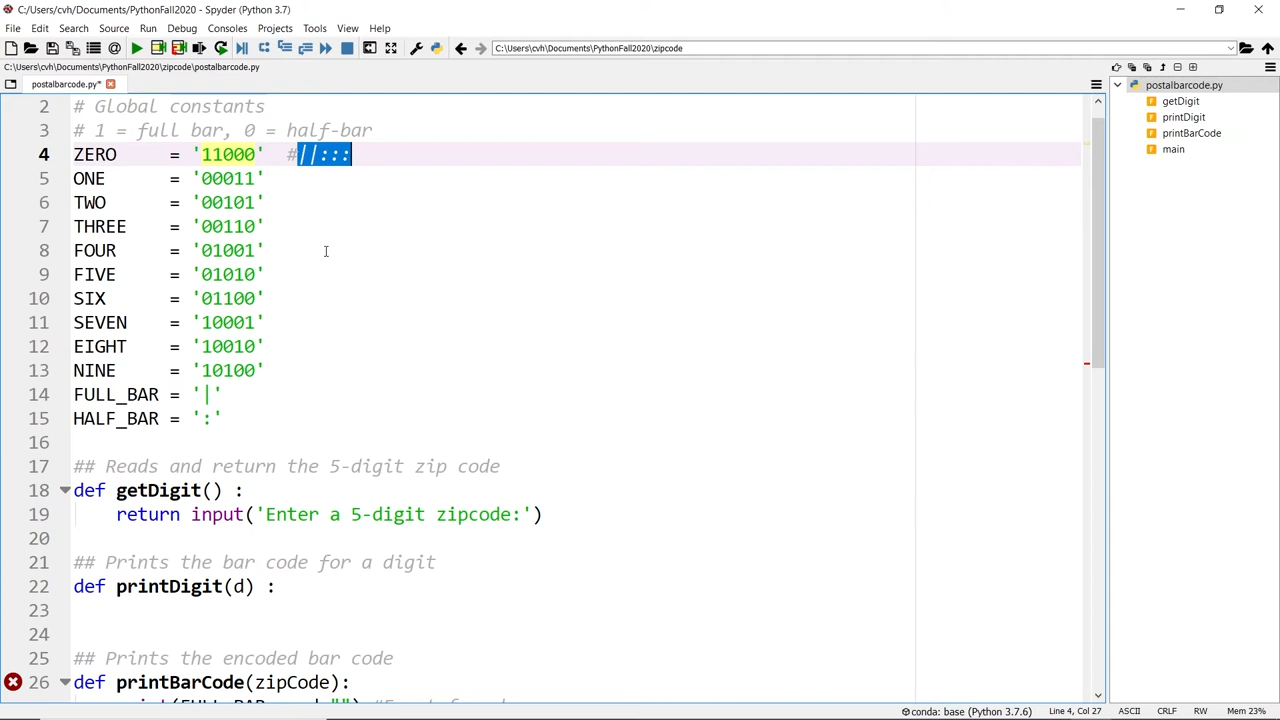 C:/Users/cvh/Documents/PythonFall2020 - Spyder (Python 3.7)
File Edit Search Source Run Debug Consoles Projects Tools View Help
C:\Users\cvh\Documents\PythonFall2020\zipcode
C:\Users\cvh\Documents\PythonFall2020\zipcode\postalbarcode.py
postalbarcode.py*
postalbarcode.py
getDigit
printDigit
printBarCode
main
2 # Global constants
3 # 1 = full bar, 0 = half-bar
4 ZERO = '11000' #||:::
5 ONE = '00011'
6 TWO = '00101'
7 THREE = '00110'
8 FOUR = '01001'
9 FIVE = '01010'
10 SIX = '01100'
11 SEVEN = '10001'
12 EIGHT = '10010'
13 NINE = '10100'
14 FULL_BAR = '|'
15 HALF_BAR = ':'
16
17 ## Reads and return the 5-digit zip code
18 def getDigit() :
19 return input('Enter a 5-digit zipcode:')
20
21 ## Prints the bar code for a digit
22 def printDigit(d) :
23
24
25 ## Prints the encoded bar code
26 def printBarCode(zipCode):
conda: base (Python 3.7.6) Line 4, Col 27 ASCII CRLF RW Mem 23%